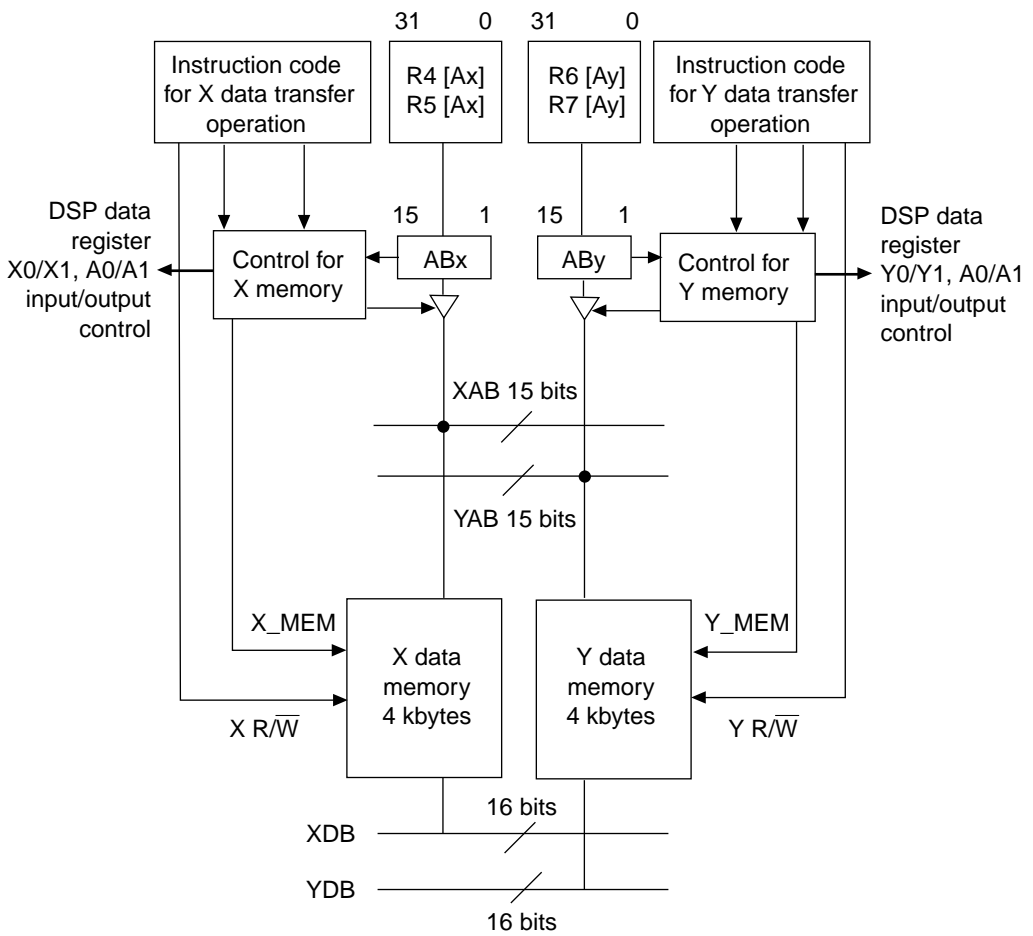 31 0
31 0
Instruction code
for X data transfer
operation
R4 [Ax]
R5 [Ax]
R6 [Ay]
R7 [Ay]
Instruction code
for Y data transfer
operation
DSP data
register
X0/X1, A0/A1
input/output
control
Control for
X memory
15 1
ABx
15 1
ABy
Control for
Y memory
DSP data
register
Y0/Y1, A0/A1
input/output
control
XAB 15 bits
YAB 15 bits
X_MEM
X R/W̅
X data
memory
4 kbytes
Y data
memory
4 kbytes
Y_MEM
Y R/W̅
16 bits
XDB
YDB
16 bits